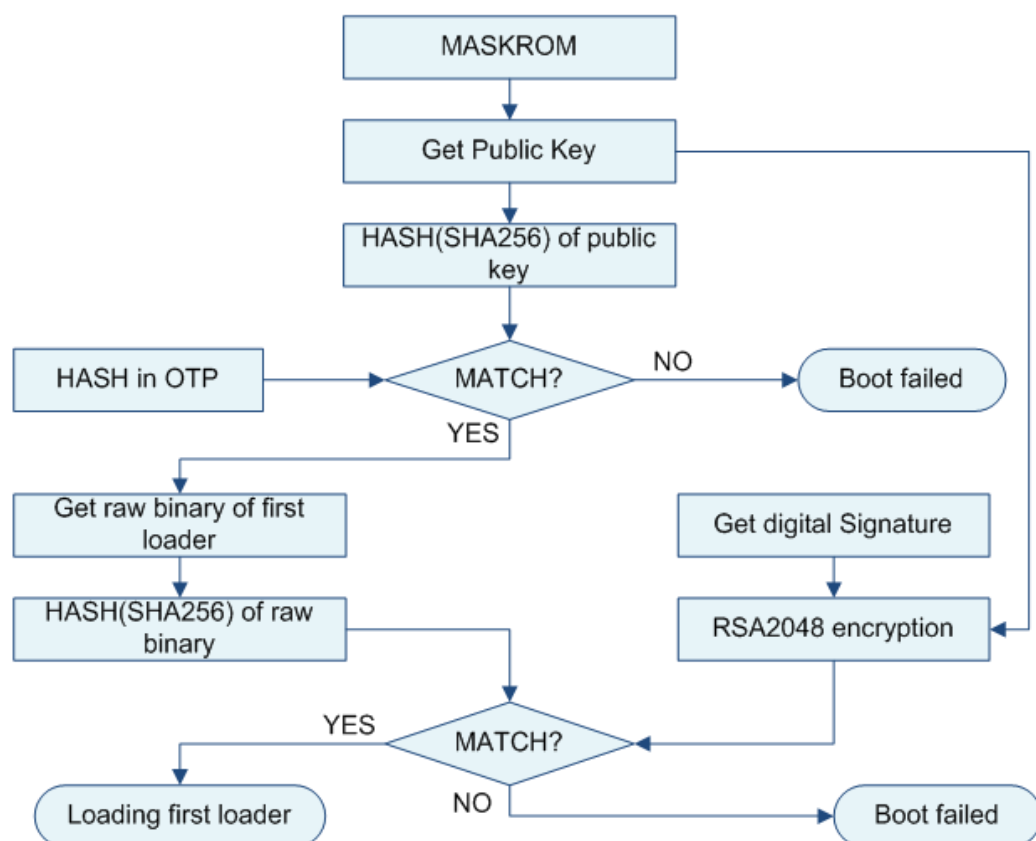 MASKROM
Get Public Key
HASH(SHA256) of public
key
HASH in OTP
MATCH?
NO
Boot failed
YES
Get raw binary of first
loader
Get digital Signature
HASH(SHA256) of raw
binary
RSA2048 encryption
YES
MATCH?
NO
Loading first loader
Boot failed